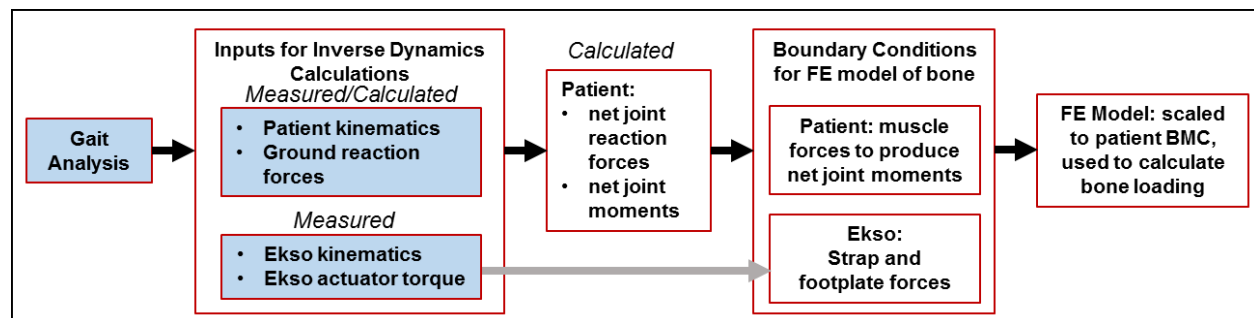 Gait
Analysis
Inputs for Inverse Dynamics
Calculations
Measured/Calculated
• Patient kinematics
• Ground reaction
forces
Measured
• Ekso kinematics
• Ekso actuator torque
Calculated
Patient:
• net joint
reaction
forces
• net joint
moments
Boundary Conditions
for FE model of bone
Patient: muscle
forces to produce
net joint moments
Ekso:
Strap and
footplate forces
FE Model: scaled
to patient BMC,
used to calculate
bone loading